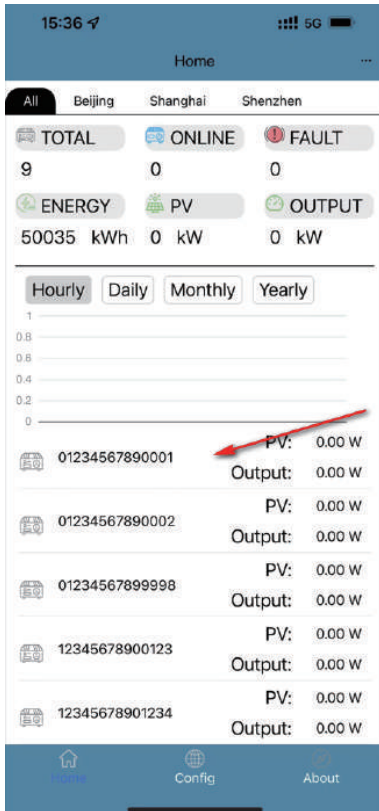 15:36 5G
Home ...
All Beijing Shanghai Shenzhen
TOTAL ONLINE FAULT
9 0 0
ENERGY PV OUTPUT
50035 kWh 0 kW 0 kW
Hourly Daily Monthly Yearly
1
0.8
0.6
0.4
0.2
0
PV: 0.00 W
01234567890001
Output: 0.00 W
PV: 0.00 W
01234567890002
Output: 0.00 W
PV: 0.00 W
01234567899998
Output: 0.00 W
PV: 0.00 W
12345678900123
Output: 0.00 W
PV: 0.00 W
12345678901234
Output: 0.00 W
Home Config About